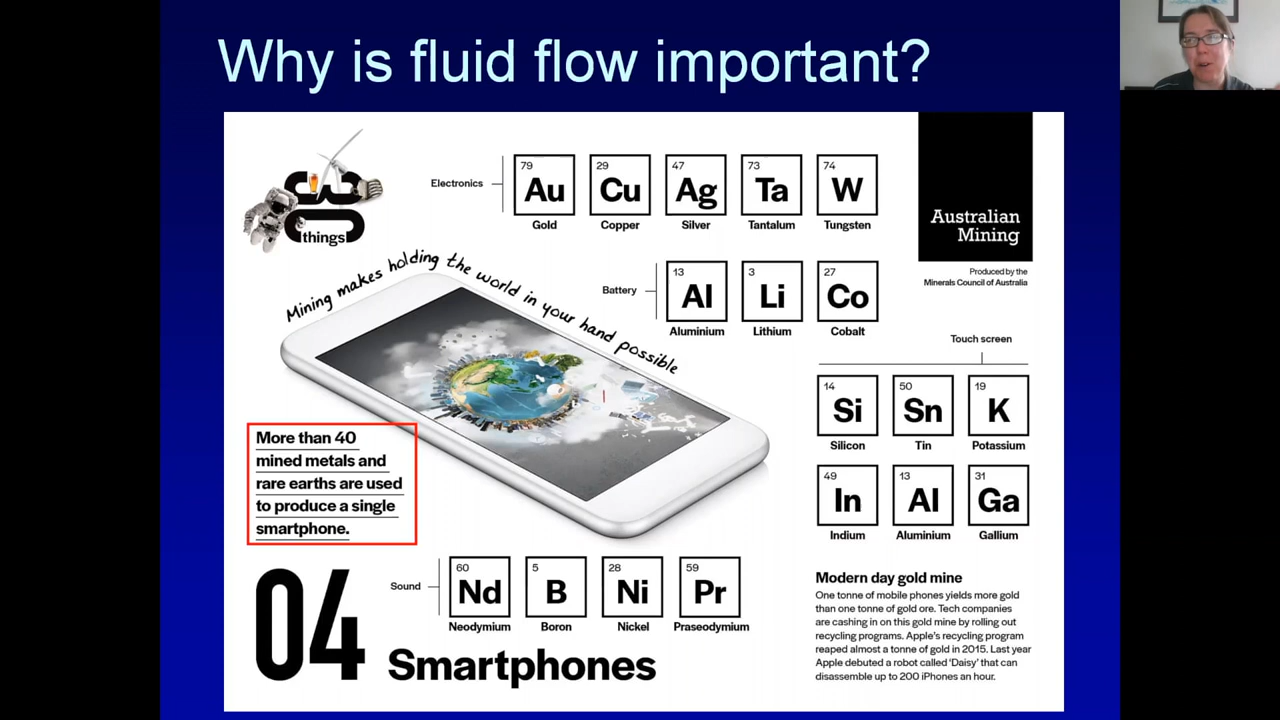 Why is fluid flow important?
30
things
Electronics
79
Au
Gold
29
Cu
Copper
47
Ag
Silver
73
Ta
Tantalum
74
W
Tungsten
Australian
Mining
Produced by the
Minerals Council of Australia
Mining makes holding the world in your hand possible
Battery
13
Al
Aluminium
3
Li
Lithium
27
Co
Cobalt
Touch screen
14
Si
Silicon
50
Sn
Tin
19
K
Potassium
49
In
Indium
13
Al
Aluminium
31
Ga
Gallium
More than 40
mined metals and
rare earths are used
to produce a single
smartphone.
Sound
60
Nd
Neodymium
5
B
Boron
28
Ni
Nickel
59
Pr
Praseodymium
04
Smartphones
Modern day gold mine
One tonne of mobile phones yields more gold
than one tonne of gold ore. Tech companies
are cashing in on this gold mine by rolling out
recycling programs. Apple's recycling program
reaped almost a tonne of gold in 2015. Last year
Apple debuted a robot called 'Daisy' that can
disassemble up to 200 iPhones an hour.